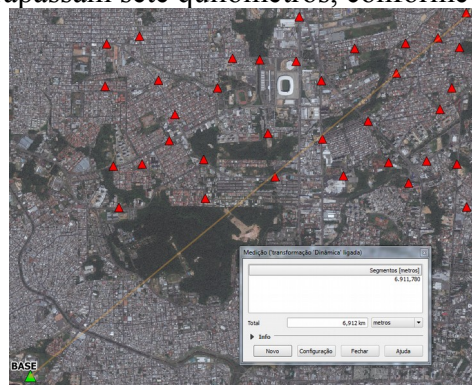 apassam sete quilômetros, conforme
Medição ('transformação 'Dinâmica' ligada)
Segmentos [metros]
6.911,780
Total 6,912 km metros
Info
Novo Configuração Fechar Ajuda
BASE